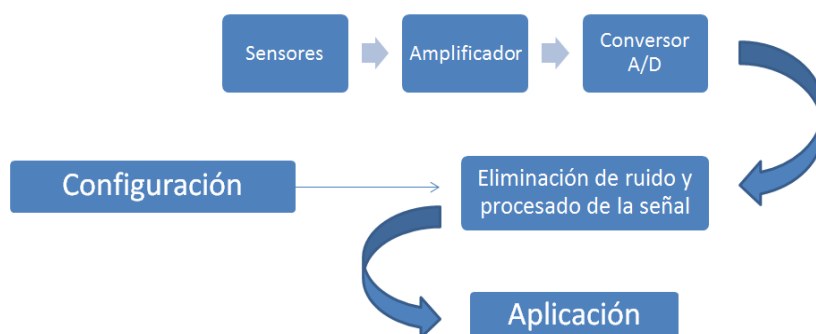 Sensores
Amplificador
Conversor
A/D
Configuración
Eliminación de ruido y
procesado de la señal
Aplicación